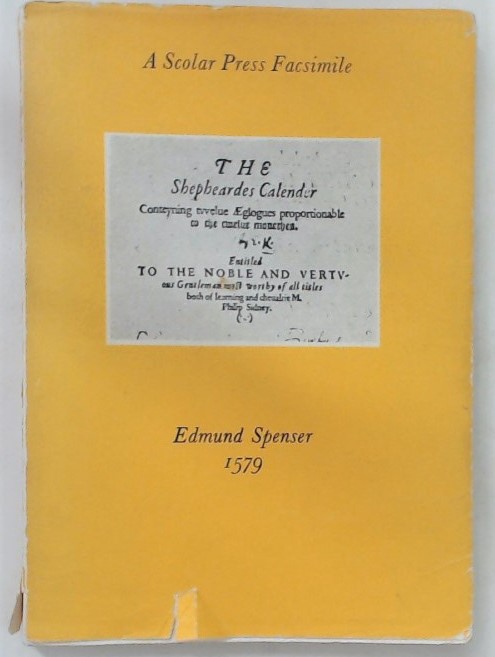 A Scolar Press Facsimile
THE
Shepheardes Calender
Conteyning tvvelue Æglogues proportionable
to the twelue monethes.
Entitled
TO THE NOBLE AND VERTV-
ous Gentleman most worthy of all titles
both of learning and cheualrie M.
Philip Sidney.
(∴)
Edmund Spenser
1579